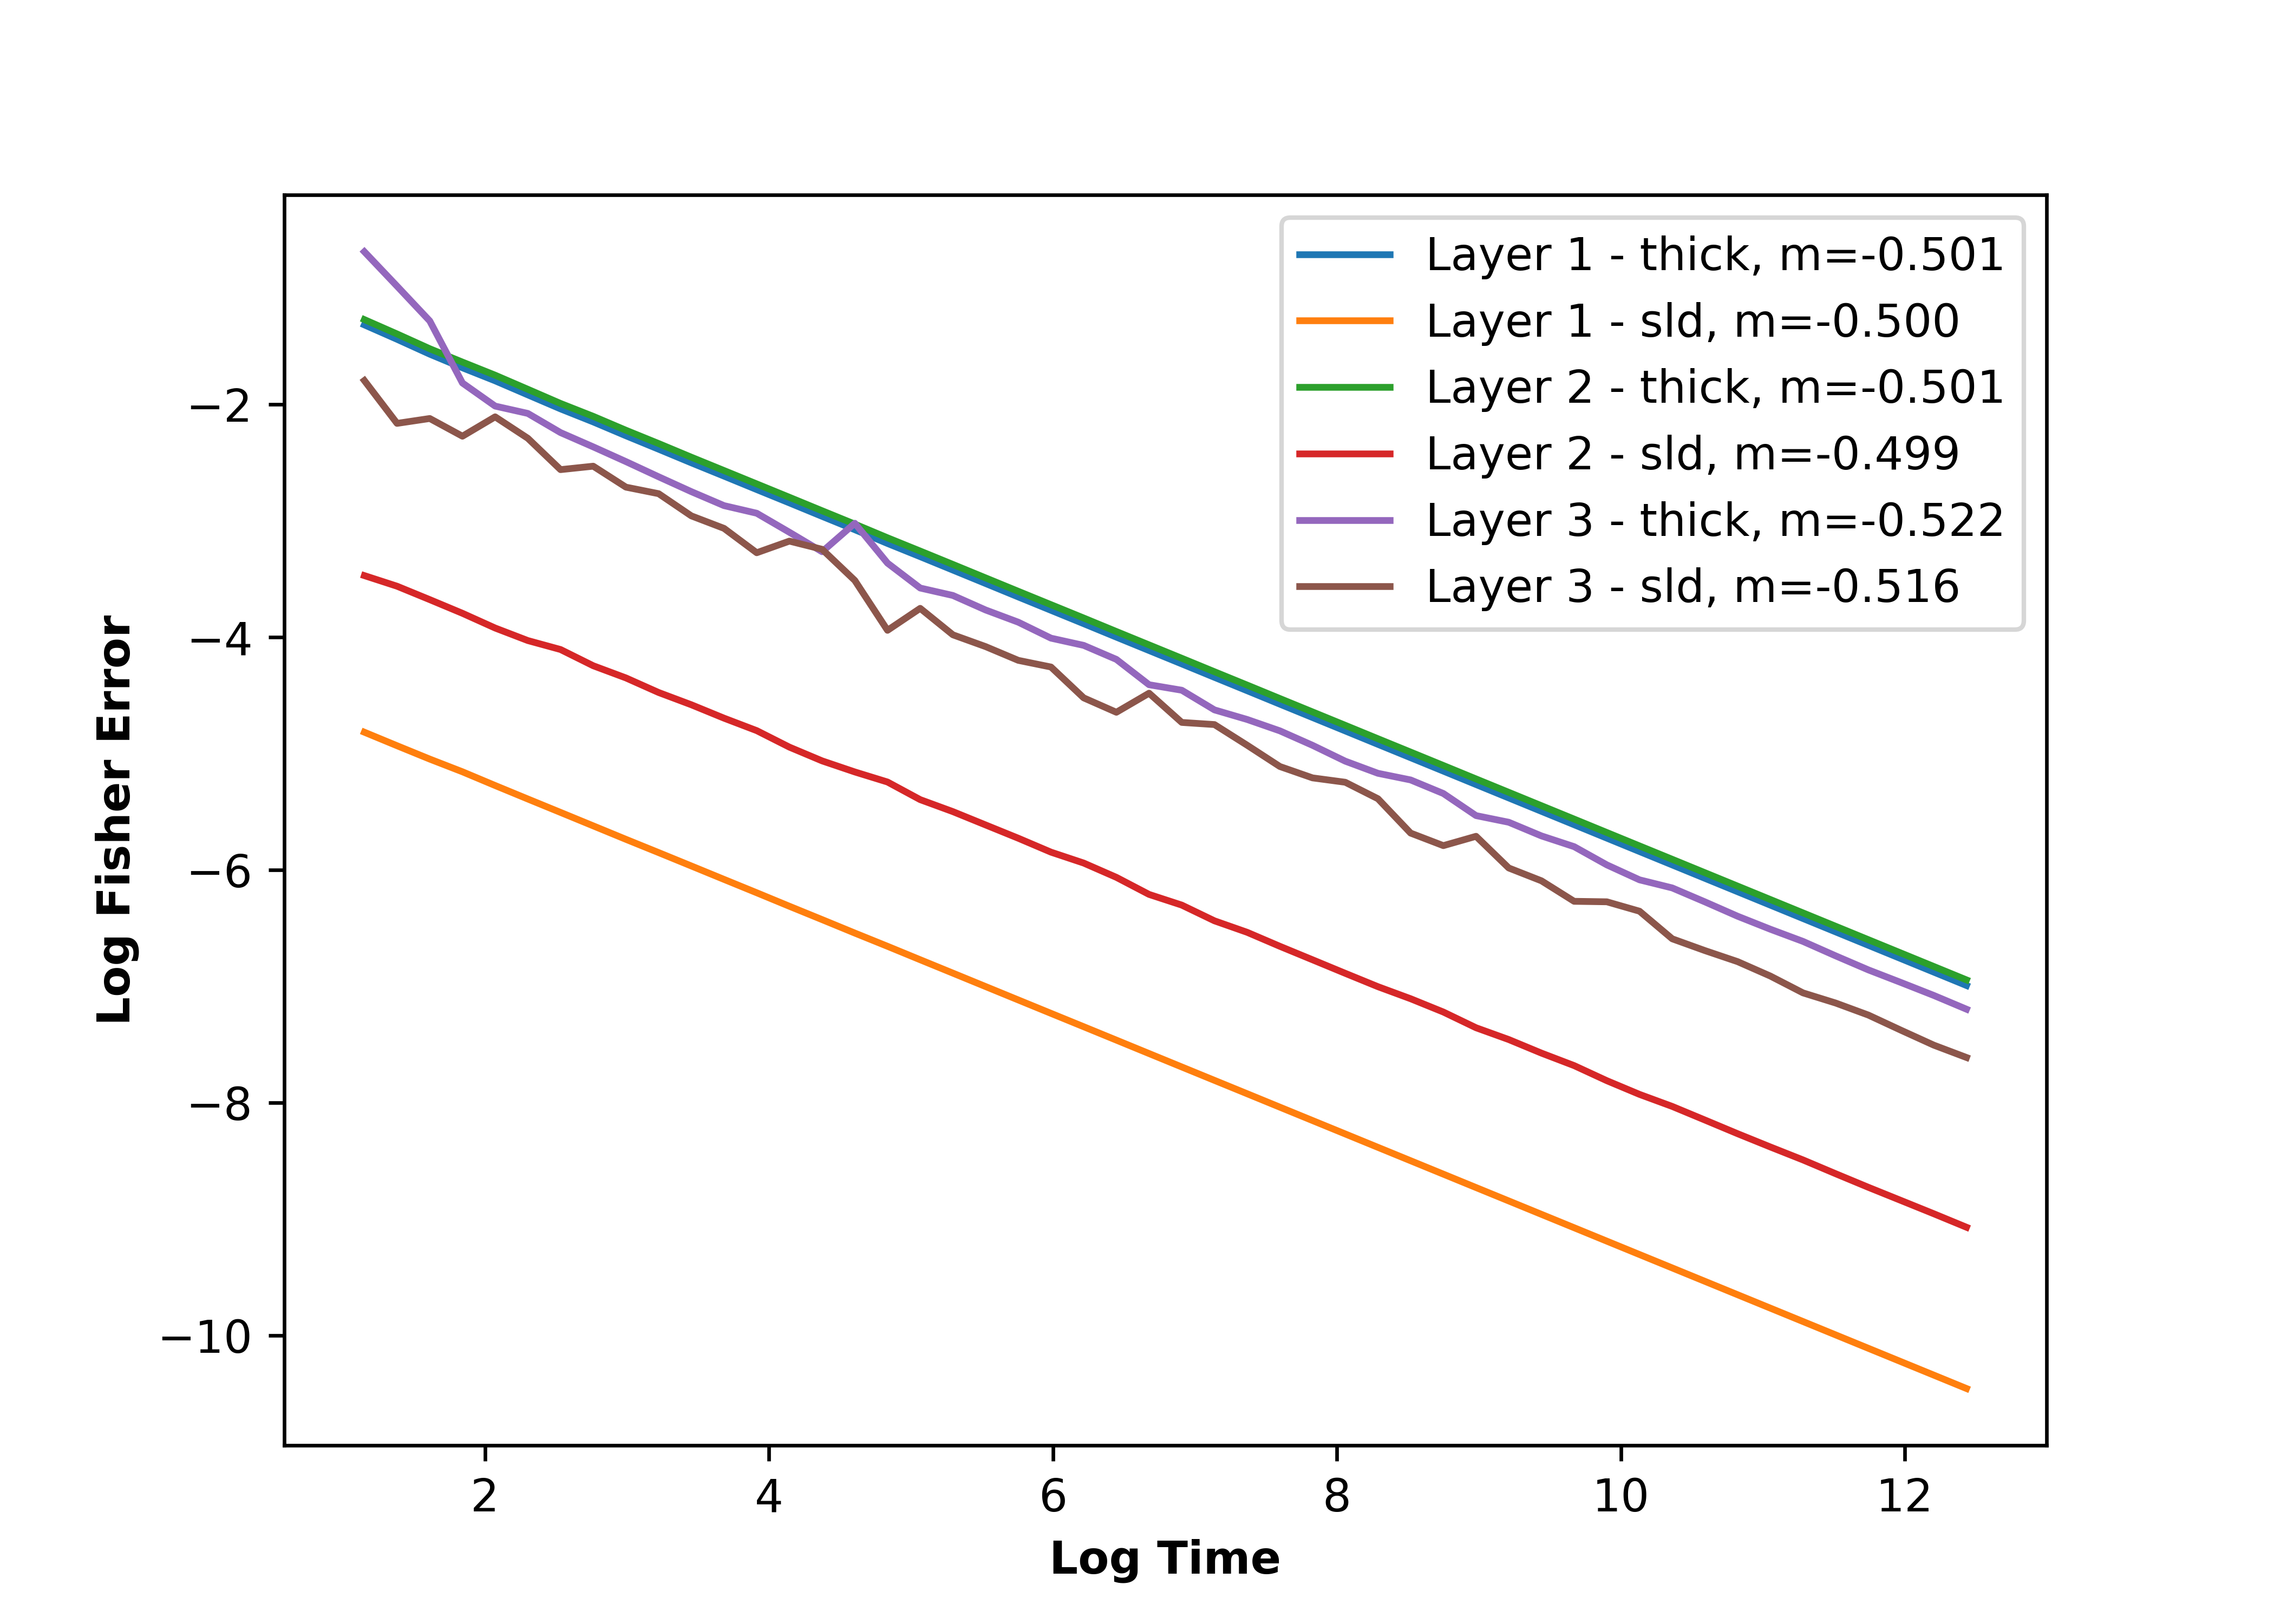 Layer 1 - thick, m=-0.501
Layer 1 - sld, m=-0.500
Layer 2 - thick, m=-0.501
Layer 2 - sld, m=-0.499
Layer 3 - thick, m=-0.522
Layer 3 - sld, m=-0.516
−2
−4
−6
−8
−10
Log Fisher Error
2 4 6 8 10 12
Log Time